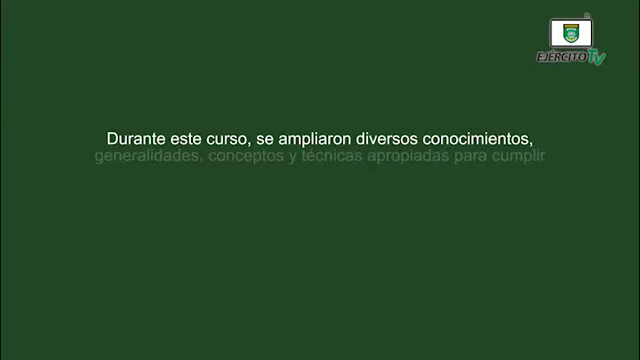 EJÉRCITO Tv
Durante este curso, se ampliaron diversos conocimientos,
generalidades, conceptos y técnicas apropiadas para cumplir